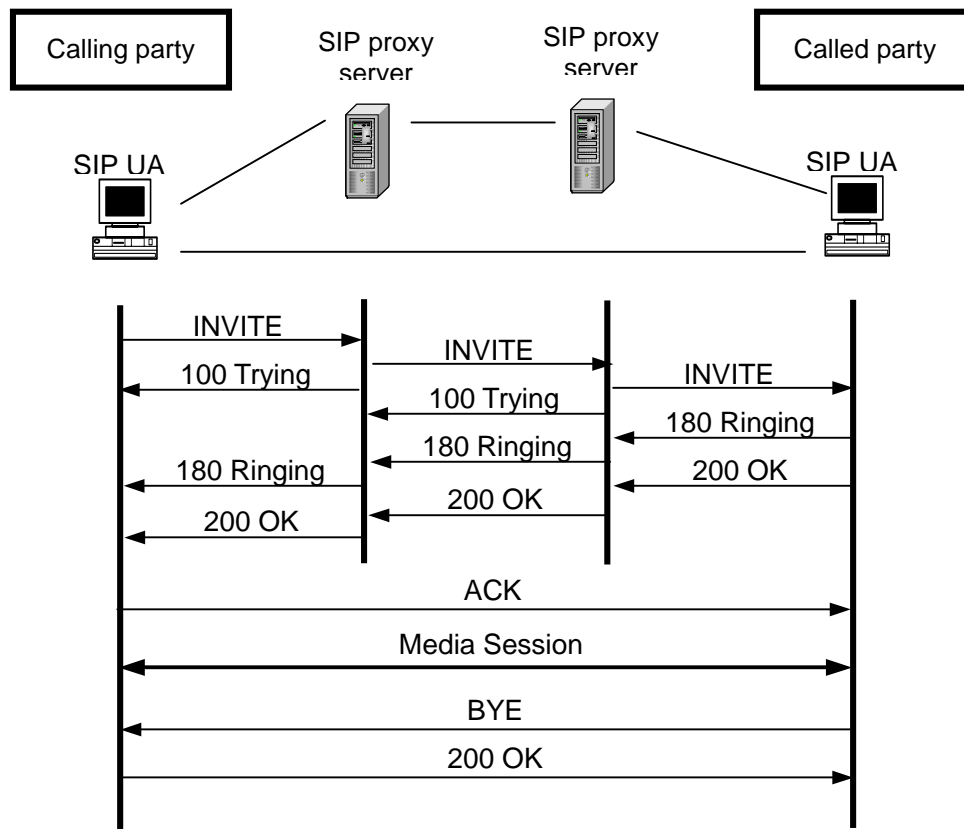 Calling party
SIP proxy
server
SIP proxy
server
Called party
SIP UA
SIP UA
INVITE
INVITE
100 Trying
INVITE
100 Trying
180 Ringing
180 Ringing
180 Ringing
200 OK
200 OK
200 OK
ACK
Media Session
BYE
200 OK